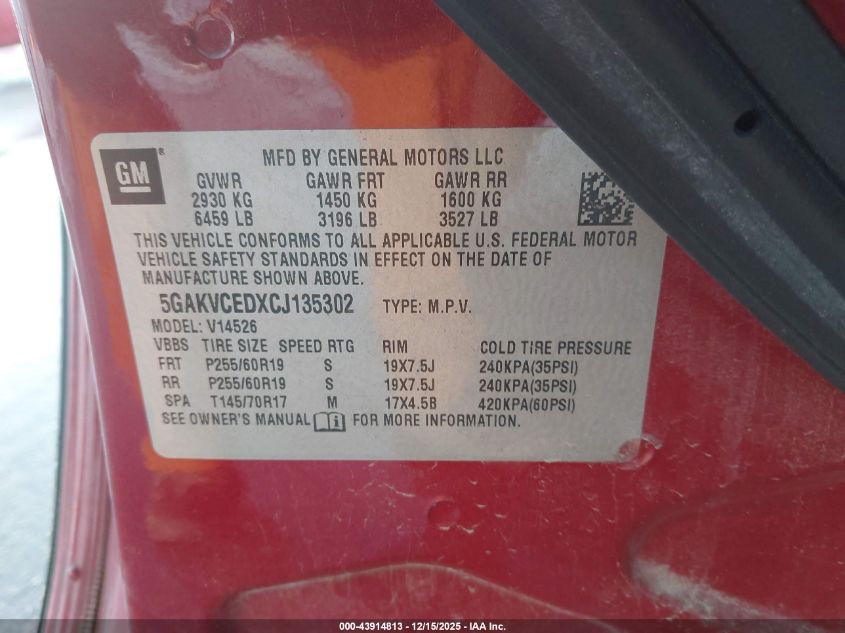 GM ®
MFD BY GENERAL MOTORS LLC
GVWR GAWR FRT GAWR RR
2930 KG 1450 KG 1600 KG
6459 LB 3196 LB 3527 LB
THIS VEHICLE CONFORMS TO ALL APPLICABLE U.S. FEDERAL MOTOR
VEHICLE SAFETY STANDARDS IN EFFECT ON THE DATE OF
MANUFACTURE SHOWN ABOVE.
5GAKVCEDXCJ135302 TYPE: M.P.V.
MODEL: V14526
VBBS TIRE SIZE SPEED RTG RIM COLD TIRE PRESSURE
FRT P255/60R19 S 19X7.5J 240KPA(35PSI)
RR P255/60R19 S 19X7.5J 240KPA(35PSI)
SPA T145/70R17 M 17X4.5B 420KPA(60PSI)
SEE OWNER'S MANUAL FOR MORE INFORMATION.
000-43914813 - 12/15/2025 - IAA Inc.